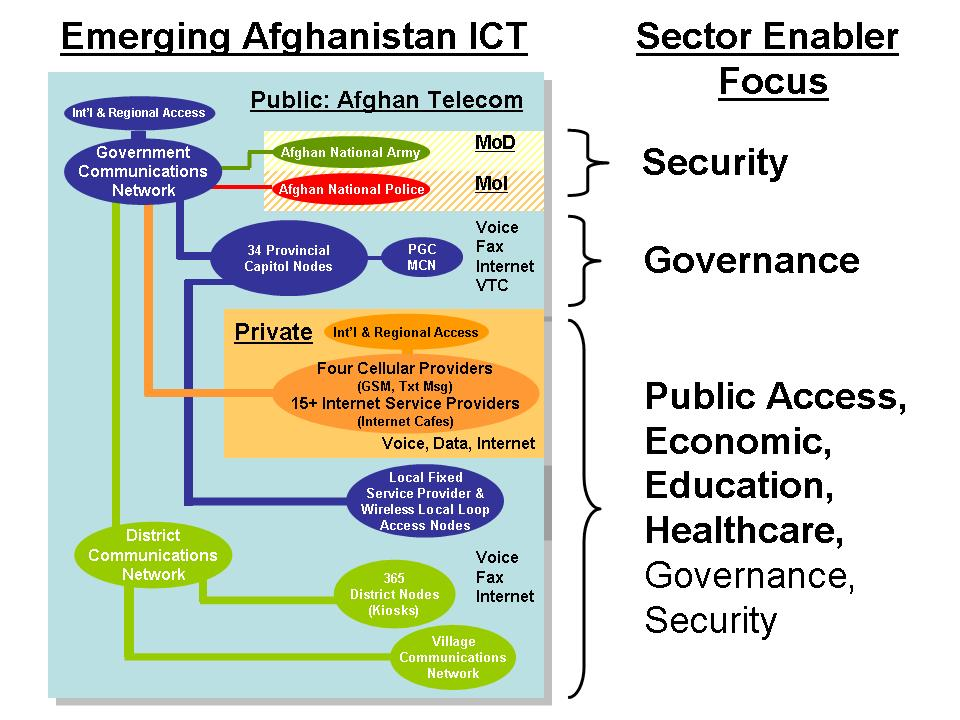 Emerging Afghanistan ICT
Sector Enabler
Focus
Public: Afghan Telecom
Int'l & Regional Access
Government
Communications
Network
Afghan National Army
MoD
Afghan National Police
MoI
Security
34 Provincial
Capitol Nodes
PGC
MCN
Voice
Fax
Internet
VTC
Governance
Private
Int'l & Regional Access
Four Cellular Providers
(GSM, Txt Msg)
15+ Internet Service Providers
(Internet Cafes)
Voice, Data, Internet
Local Fixed
Service Provider &
Wireless Local Loop
Access Nodes
District
Communications
Network
365
District Nodes
(Kiosks)
Voice
Fax
Internet
Village
Communications
Network
Public Access,
Economic,
Education,
Healthcare,
Governance,
Security